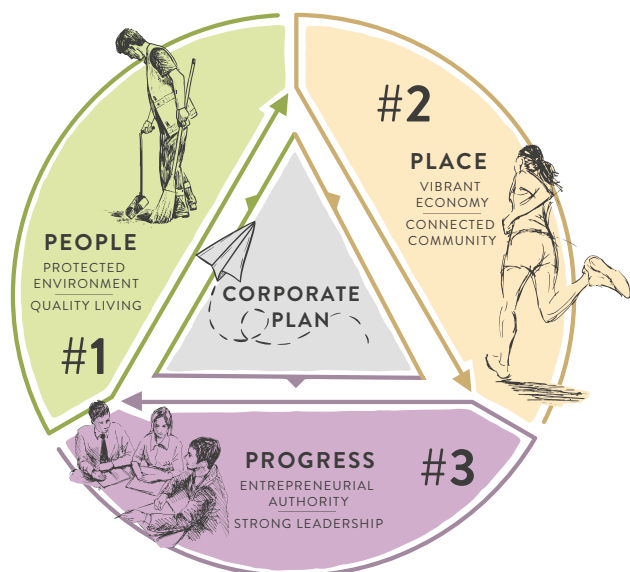 PEOPLE
PROTECTED
ENVIRONMENT
QUALITY LIVING
#1
#2
PLACE
VIBRANT
ECONOMY
CONNECTED
COMMUNITY
CORPORATE
PLAN
PROGRESS
ENTREPRENEURIAL
AUTHORITY
STRONG LEADERSHIP
#3